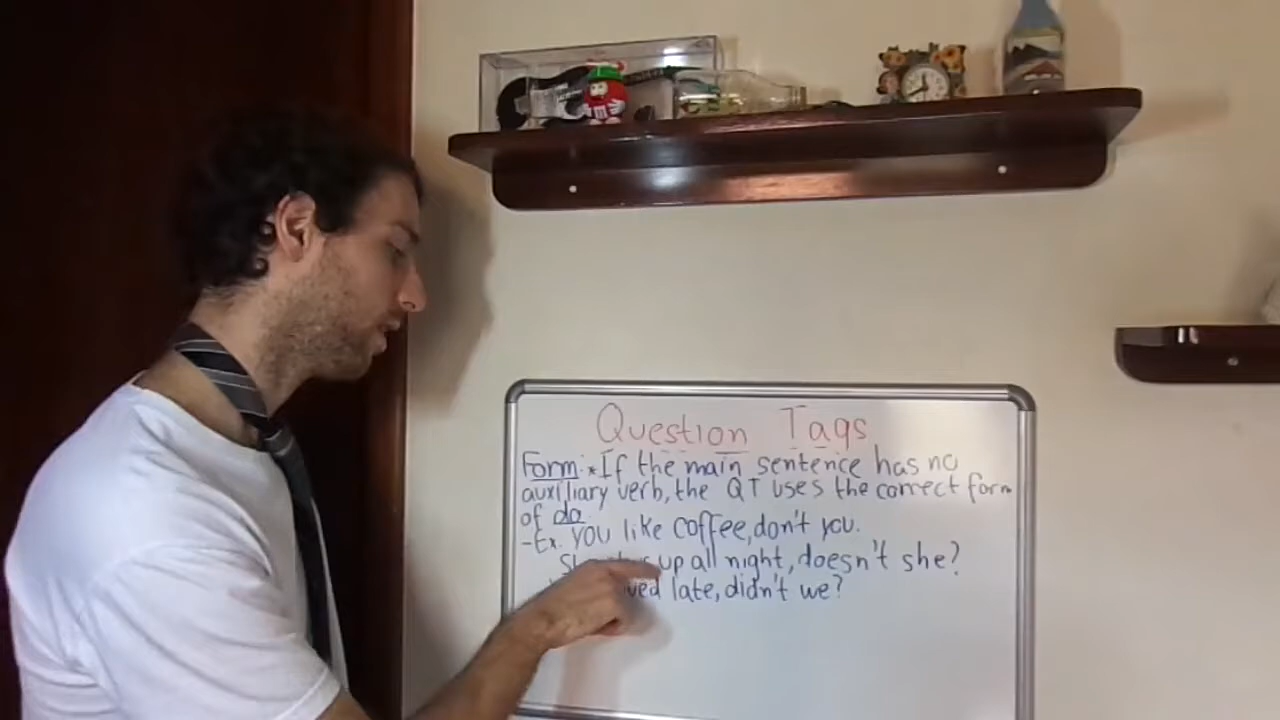 Question Tags
Form: *If the main sentence has no
auxiliary verb, the QT uses the correct form
of do.
-Ex. You like coffee, don't you.
up all night, doesn't she?
late, didn't we?